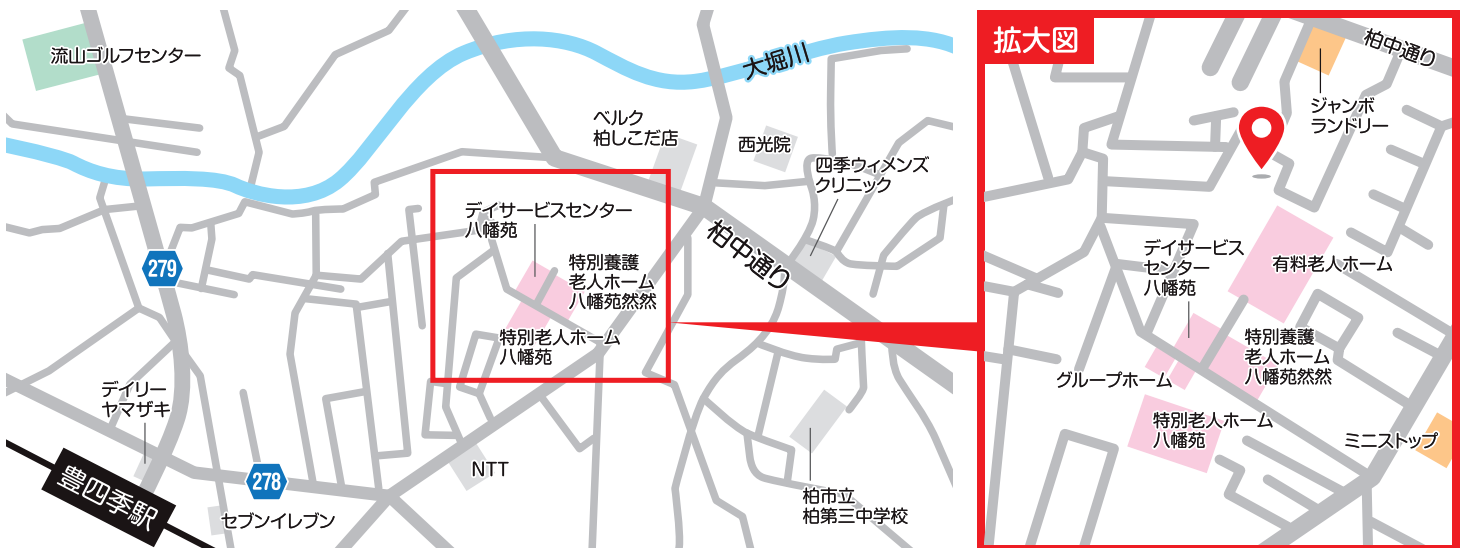 流山ゴルフセンター
大堀川
ベルク
柏しこだ店
西光院
四季ウィメンズ
クリニック
デイサービスセンター
八幡苑
柏中通り
279
特別養護
老人ホーム
八幡苑然然
特別老人ホーム
八幡苑
デイリー
ヤマザキ
NTT
278
豊四季駅
セブンイレブン
柏市立
柏第三中学校
拡大図
柏中通り
ジャンボ
ランドリー
デイサービス
センター
八幡苑
有料老人ホーム
特別養護
老人ホーム
八幡苑然然
グループホーム
特別老人ホーム
八幡苑
ミニストップ